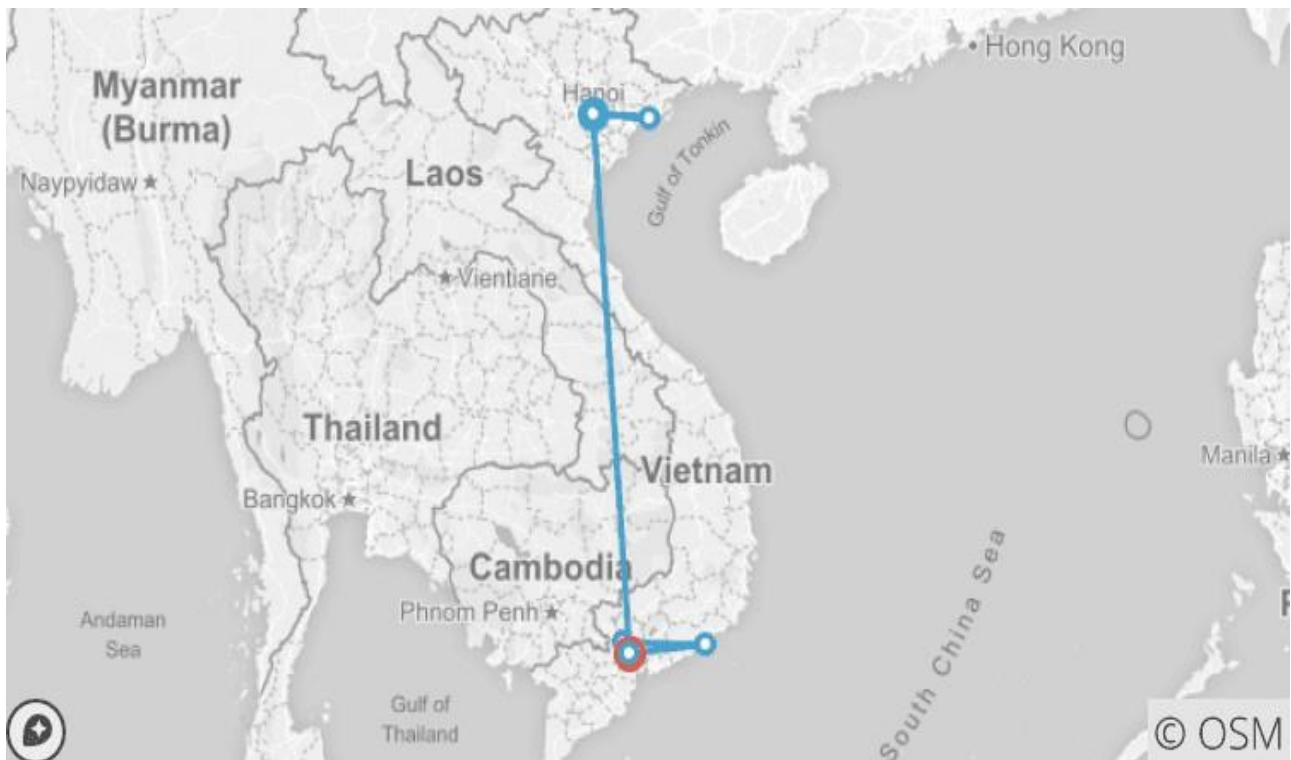 Hong Kong
Myanmar
(Burma)
Hanoi
Gulf of Tonkin
Laos
Naypyidaw
Vientiane
Thailand
Vietnam
Manila
Bangkok
Cambodia
Phnom Penh
Andaman
Sea
South China Sea
Gulf of
Thailand
© OSM